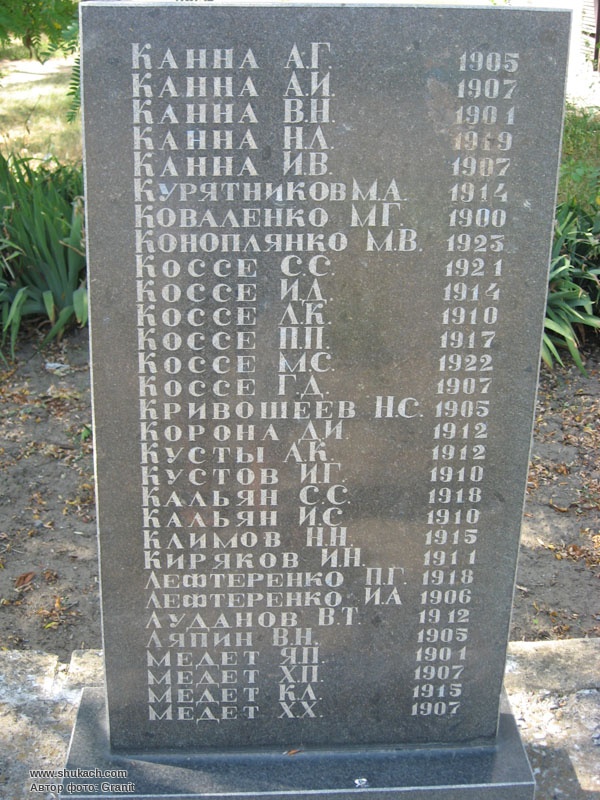 КАННА А.Г. 1905
КАННА А.И. 1907
КАННА В.Н. 1901
КАННА Н.Л. 1919
КАННА И.В. 1907
КУРЯТНИКОВ М.А. 1914
КОВАЛЕНКО М.Г. 1900
КОНОПЛЯНКО М.В. 1923
КОССЕ С.С. 1921
КОССЕ И.Д. 1914
КОССЕ Л.К. 1910
КОССЕ П.П. 1917
КОССЕ М.С. 1922
КОССЕ Г.Д. 1907
КРИВОШЕЕВ Н.С. 1905
КОРОНА Д.И. 1912
КУСТЫ А.К. 1912
КУСТОВ И.Г. 1910
КАЛЬЯН С.С. 1918
КАЛЬЯН И.С 1910
КЛИМОВ Н.Н. 1915
КИРЯКОВ И.Н. 1911
ЛЕФТЕРЕНКО П.Г. 1918
ЛЕФТЕРЕНКО И.А 1906
ЛУДАНОВ В.Т. 1912
ЛЯПИН В.Н. 1905
МЕДЕТ Я.П. 1901
МЕДЕТ Х.П. 1907
МЕДЕТ К.Л. 1915
МЕДЕТ Х.Х. 1907
www.shukach.com
Автор фото: Granit